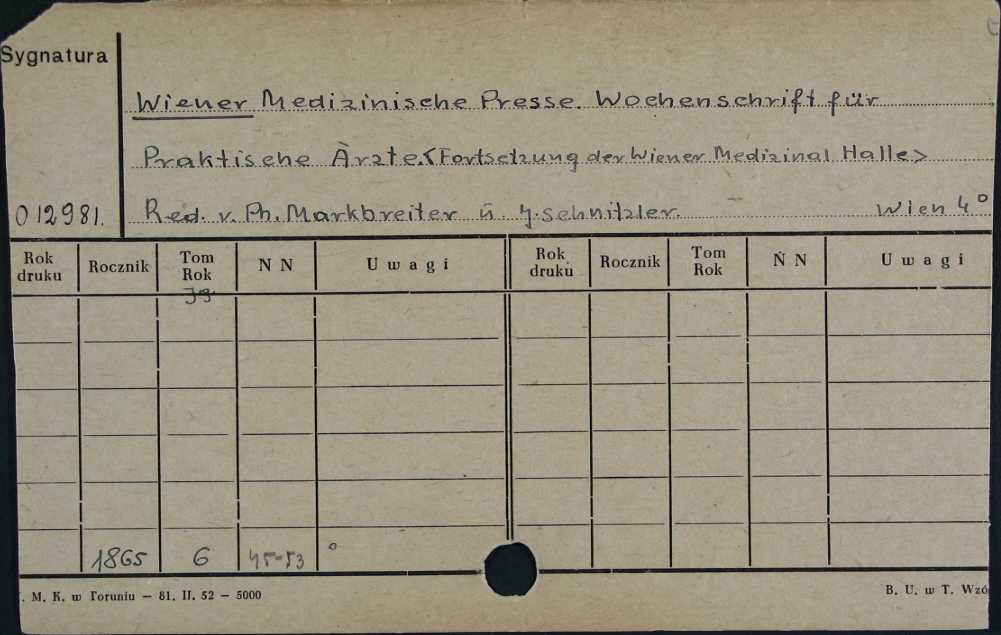 Sygnatura
Wiener Medizinische Presse. Wochenschrift für
Praktische Ärzte. <Fortsetzung der Wiener Medizinal Halle>
012981. Red. v. Ph. Markbreiter u J. Schnitzler. Wien 4°
Rok druku Rocznik Tom Rok N N Uwagi Rok druku Rocznik Tom Rok N N Uwagi
Jg.
1865 6 45-53 °
. M. K. w Toruniu — 81. II. 52 — 5000 B. U. w T. Wzó